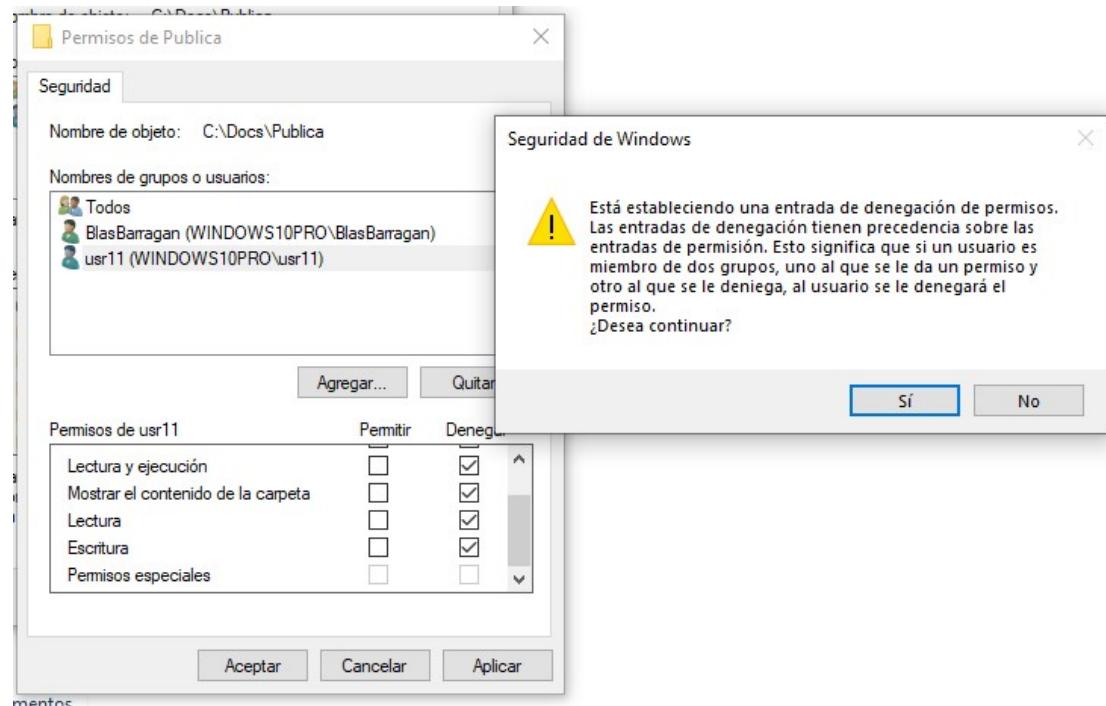 Permisos de Publica
Seguridad
Nombre de objeto: C:\Docs\Publica
Nombres de grupos o usuarios:
Todos
BlasBarragan (WINDOWS10PRO\BlasBarragan)
usr11 (WINDOWS10PRO\usr11)
Agregar...
Quitar
Permisos de usr11
Permitir
Lectura y ejecución
Mostrar el contenido de la carpeta
Lectura
Escritura
Permisos especiales
Aceptar
Cancelar
Aplicar
Seguridad de Windows
Está estableciendo una entrada de denegación de permisos.
Las entradas de denegación tienen precedencia sobre las
entradas de permisión. Esto significa que si un usuario es
miembro de dos grupos, uno al que se le da un permiso y
otro al que se le deniega, al usuario se le denegará el
permiso.
¿Desea continuar?
Sí
No